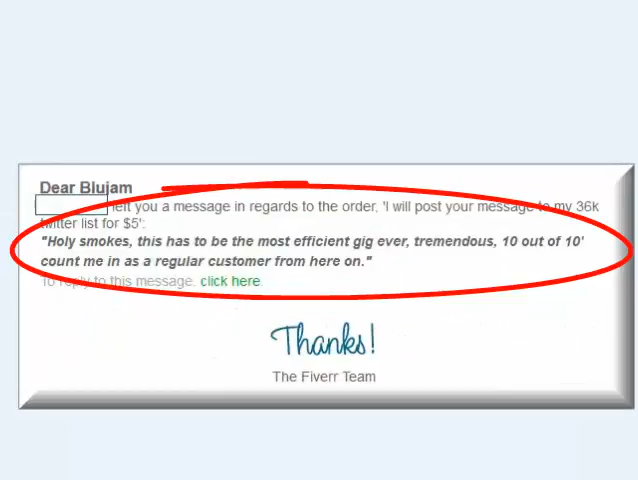 Dear Blujam
left you a message in regards to the order, 'I will post your message to my 36k
twitter list for $5':
"Holy smokes, this has to be the most efficient gig ever, tremendous, 10 out of 10'
count me in as a regular customer from here on."
To reply to this message, click here
Thanks!
The Fiverr Team